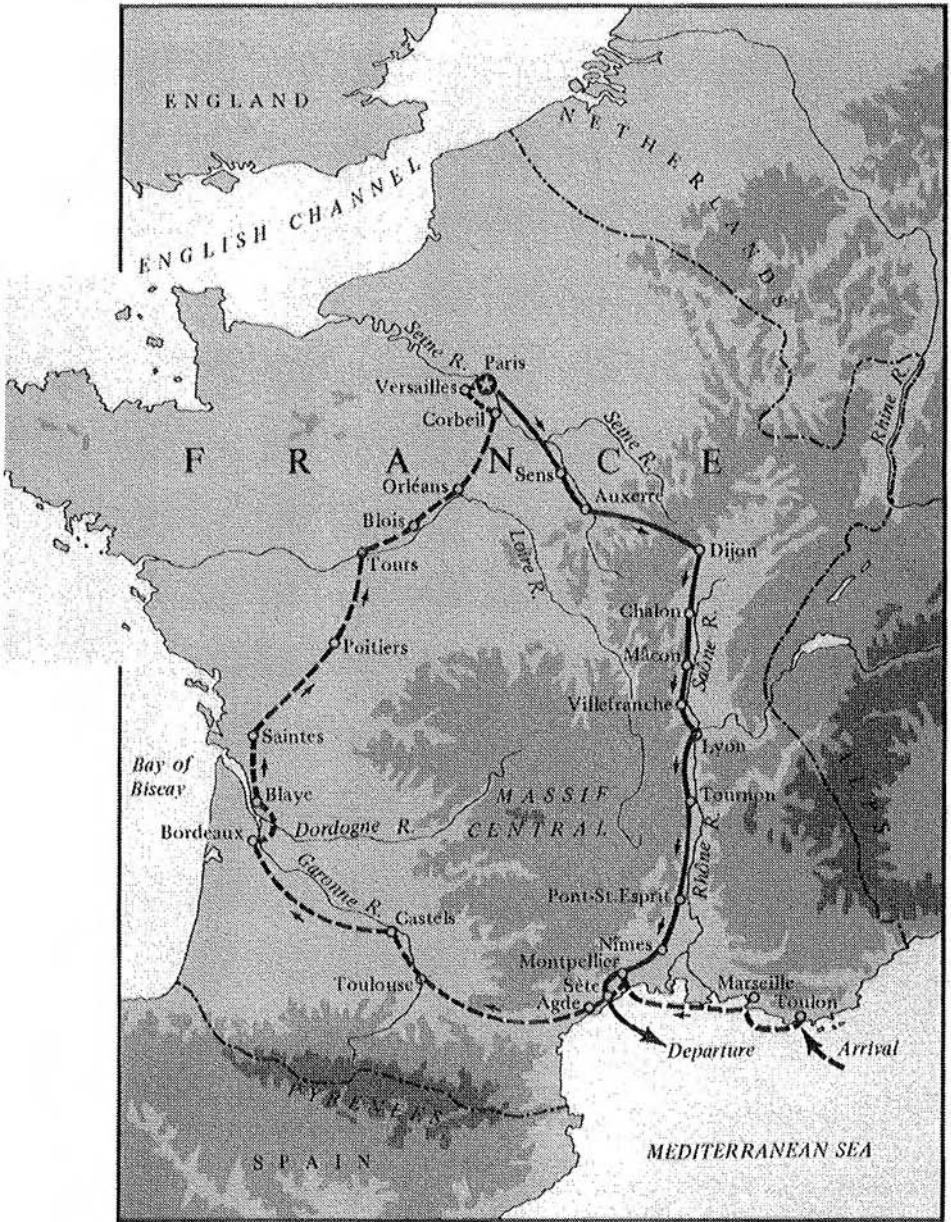 ENGLAND
NETHERLANDS
ENGLISH CHANNEL
Seine R.
Paris
Versailles
Corbeil
Rhine R.
FRANCE
Seine R.
Sens
Orléans
Auxerre
Blois
Tours
Loire R.
Dijon
Chalon
Poitiers
Mâcon
Saône R.
Villefranche
Saintes
Lyon
Bay of
Biscay
Blaye
MASSIF
CENTRAL
Tournon
ALPS
Bordeaux
Dordogne R.
Rhône R.
Garonne R.
Pont-St. Esprit
Castels
Nîmes
Montpellier
Toulouse
Sète
Agde
Marseille
Toulon
Departure
Arrival
PYRENEES
SPAIN
MEDITERRANEAN SEA